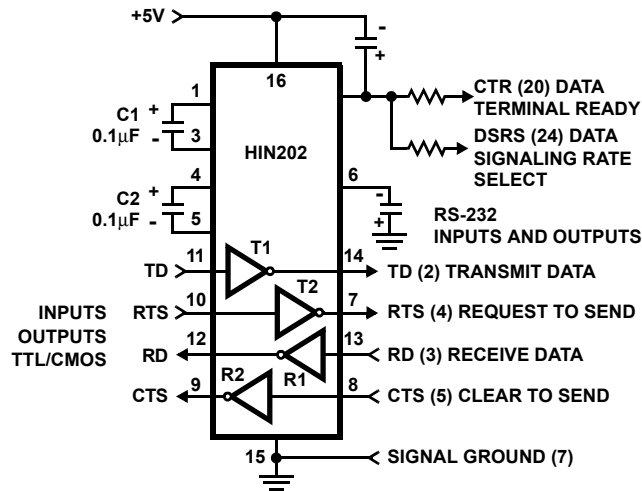 +5V
-
+
16
1
CTR (20) DATA
TERMINAL READY
+
C1
0.1μF
-
3
HIN202
DSRS (24) DATA
SIGNALING RATE
SELECT
4
6
+
C2
0.1μF
-
5
-
+
RS-232
INPUTS AND OUTPUTS
11
T1
14
TD
TD (2) TRANSMIT DATA
T2
10
7
INPUTS
OUTPUTS
TTL/CMOS
RTS
RTS (4) REQUEST TO SEND
12
13
RD
RD (3) RECEIVE DATA
R1
9
R2
8
CTS
CTS (5) CLEAR TO SEND
15
SIGNAL GROUND (7)